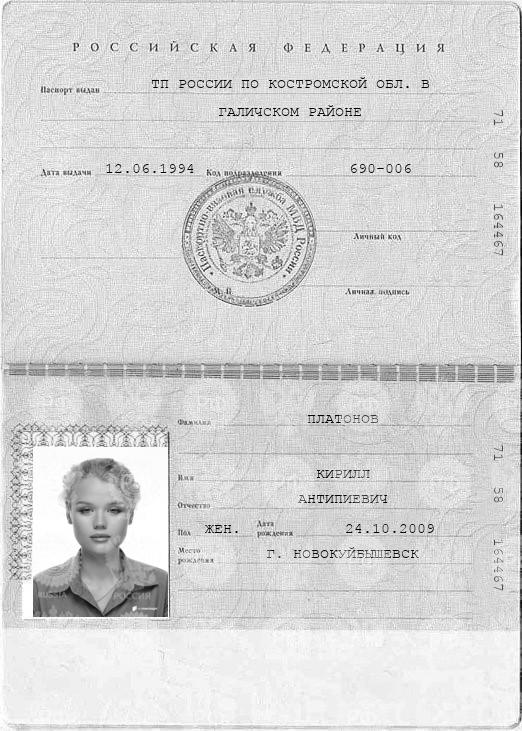 РОССИЙСКАЯ ФЕДЕРАЦИЯ
Паспорт выдан ТП РОССИИ ПО КОСТРОМСКОЙ ОБЛ. В
ГАЛИЧСКОМ РАЙОНЕ
Дата выдачи 12.06.1994 Код подразделения 690-006
71 58 164467
Паспортно-визовая служба МВД России
Личный код
М.П.
Личная подпись
Фамилия ПЛАТОНОВ
Имя КИРИЛЛ
Отчество АНТИПИЕВИЧ
Пол ЖЕН. Дата рождения 24.10.2009
Место рождения Г. НОВОКУЙБЫШЕВСК
71 58 164467
РОССИЯ